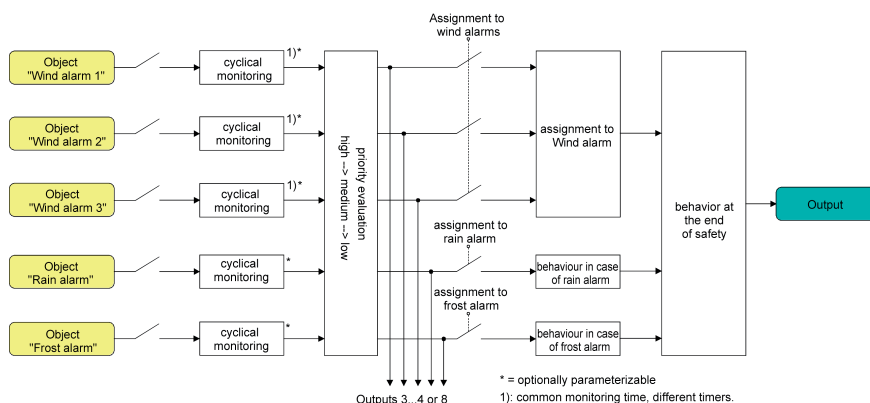 Assignment to
wind alarms
Object
"Wind alarm 1"
cyclical
monitoring
1)*
Object
"Wind alarm 2"
cyclical
monitoring
1)*
Object
"Wind alarm 3"
cyclical
monitoring
1)*
Object
"Rain alarm"
cyclical
monitoring
*
Object
"Frost alarm"
cyclical
monitoring
*
priority evaluation
high --> medium --> low
assignment to
Wind alarm
assignment to
rain alarm
behaviour in case
of rain alarm
assignment to
frost alarm
behaviour in case
of frost alarm
behavior at
the end
of safety
Output
Outputs 3...4 or 8
* = optionally parameterizable
1): common monitoring time, different timers.